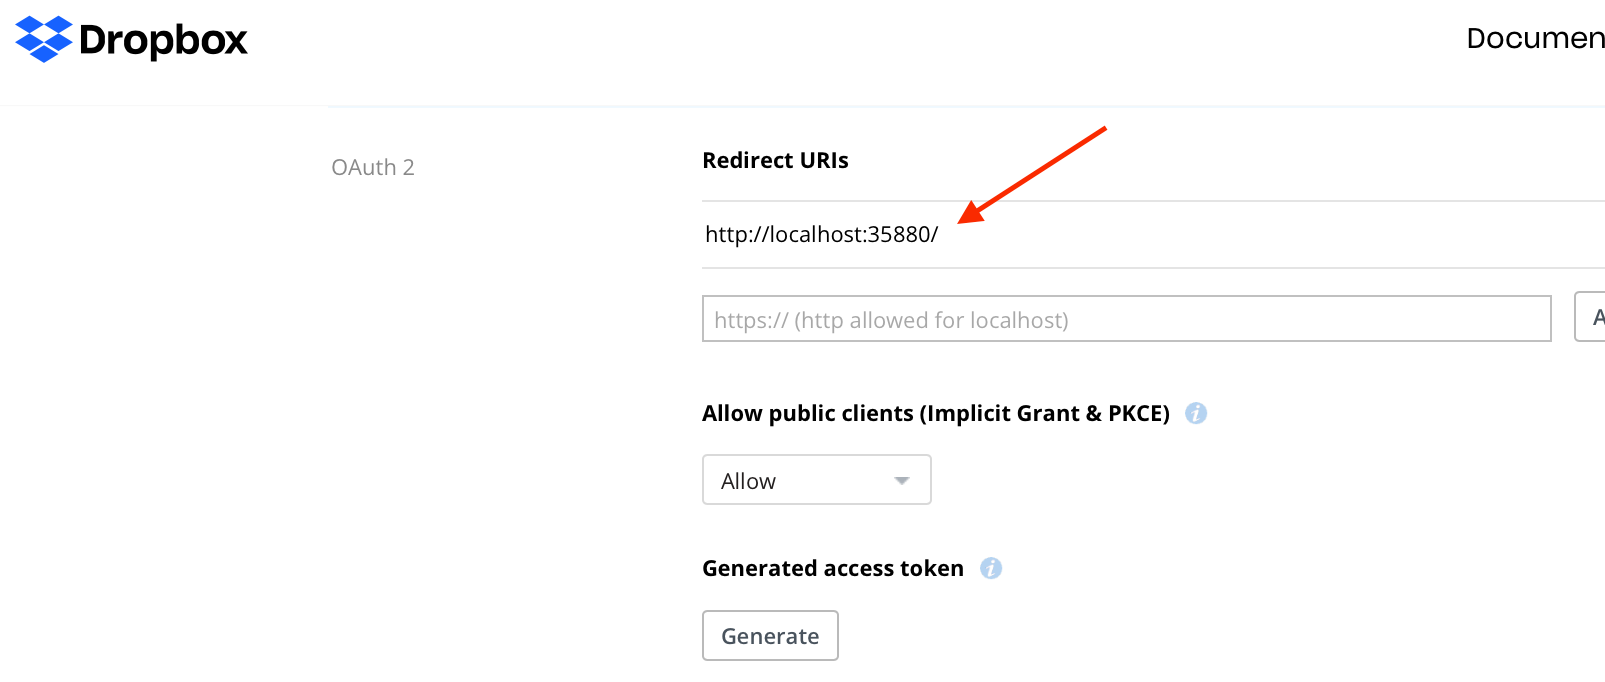 Dropbox
Documen
OAuth 2
Redirect URIs
http://localhost:35880/
https:// (http allowed for localhost)
A
Allow public clients (Implicit Grant & PKCE) i
Allow
Generated access token i
Generate